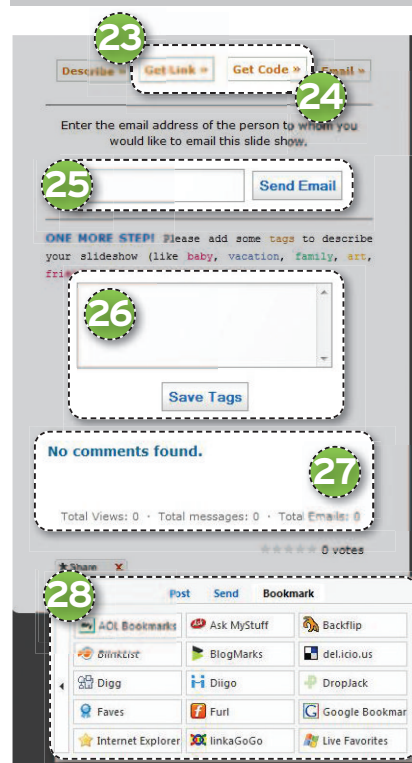 23
Describe » Get Link » Get Code » Email »
24
Enter the email address of the person to whom you
would like to email this slide show.
25 Send Email
ONE MORE STEP! Please add some tags to describe
your slideshow (like baby, vacation, family, art,
26
Save Tags
No comments found.
27
Total Views: 0 · Total messages: 0 · Total Emails: 0
0 votes
Share X
28
Post Send Bookmark
AOL Bookmarks Ask MyStuff Backflip
BlinkList BlogMarks del.icio.us
Digg Diigo DropJack
Faves Furl Google Bookmar
Internet Explorer linkaGoGo Live Favorites